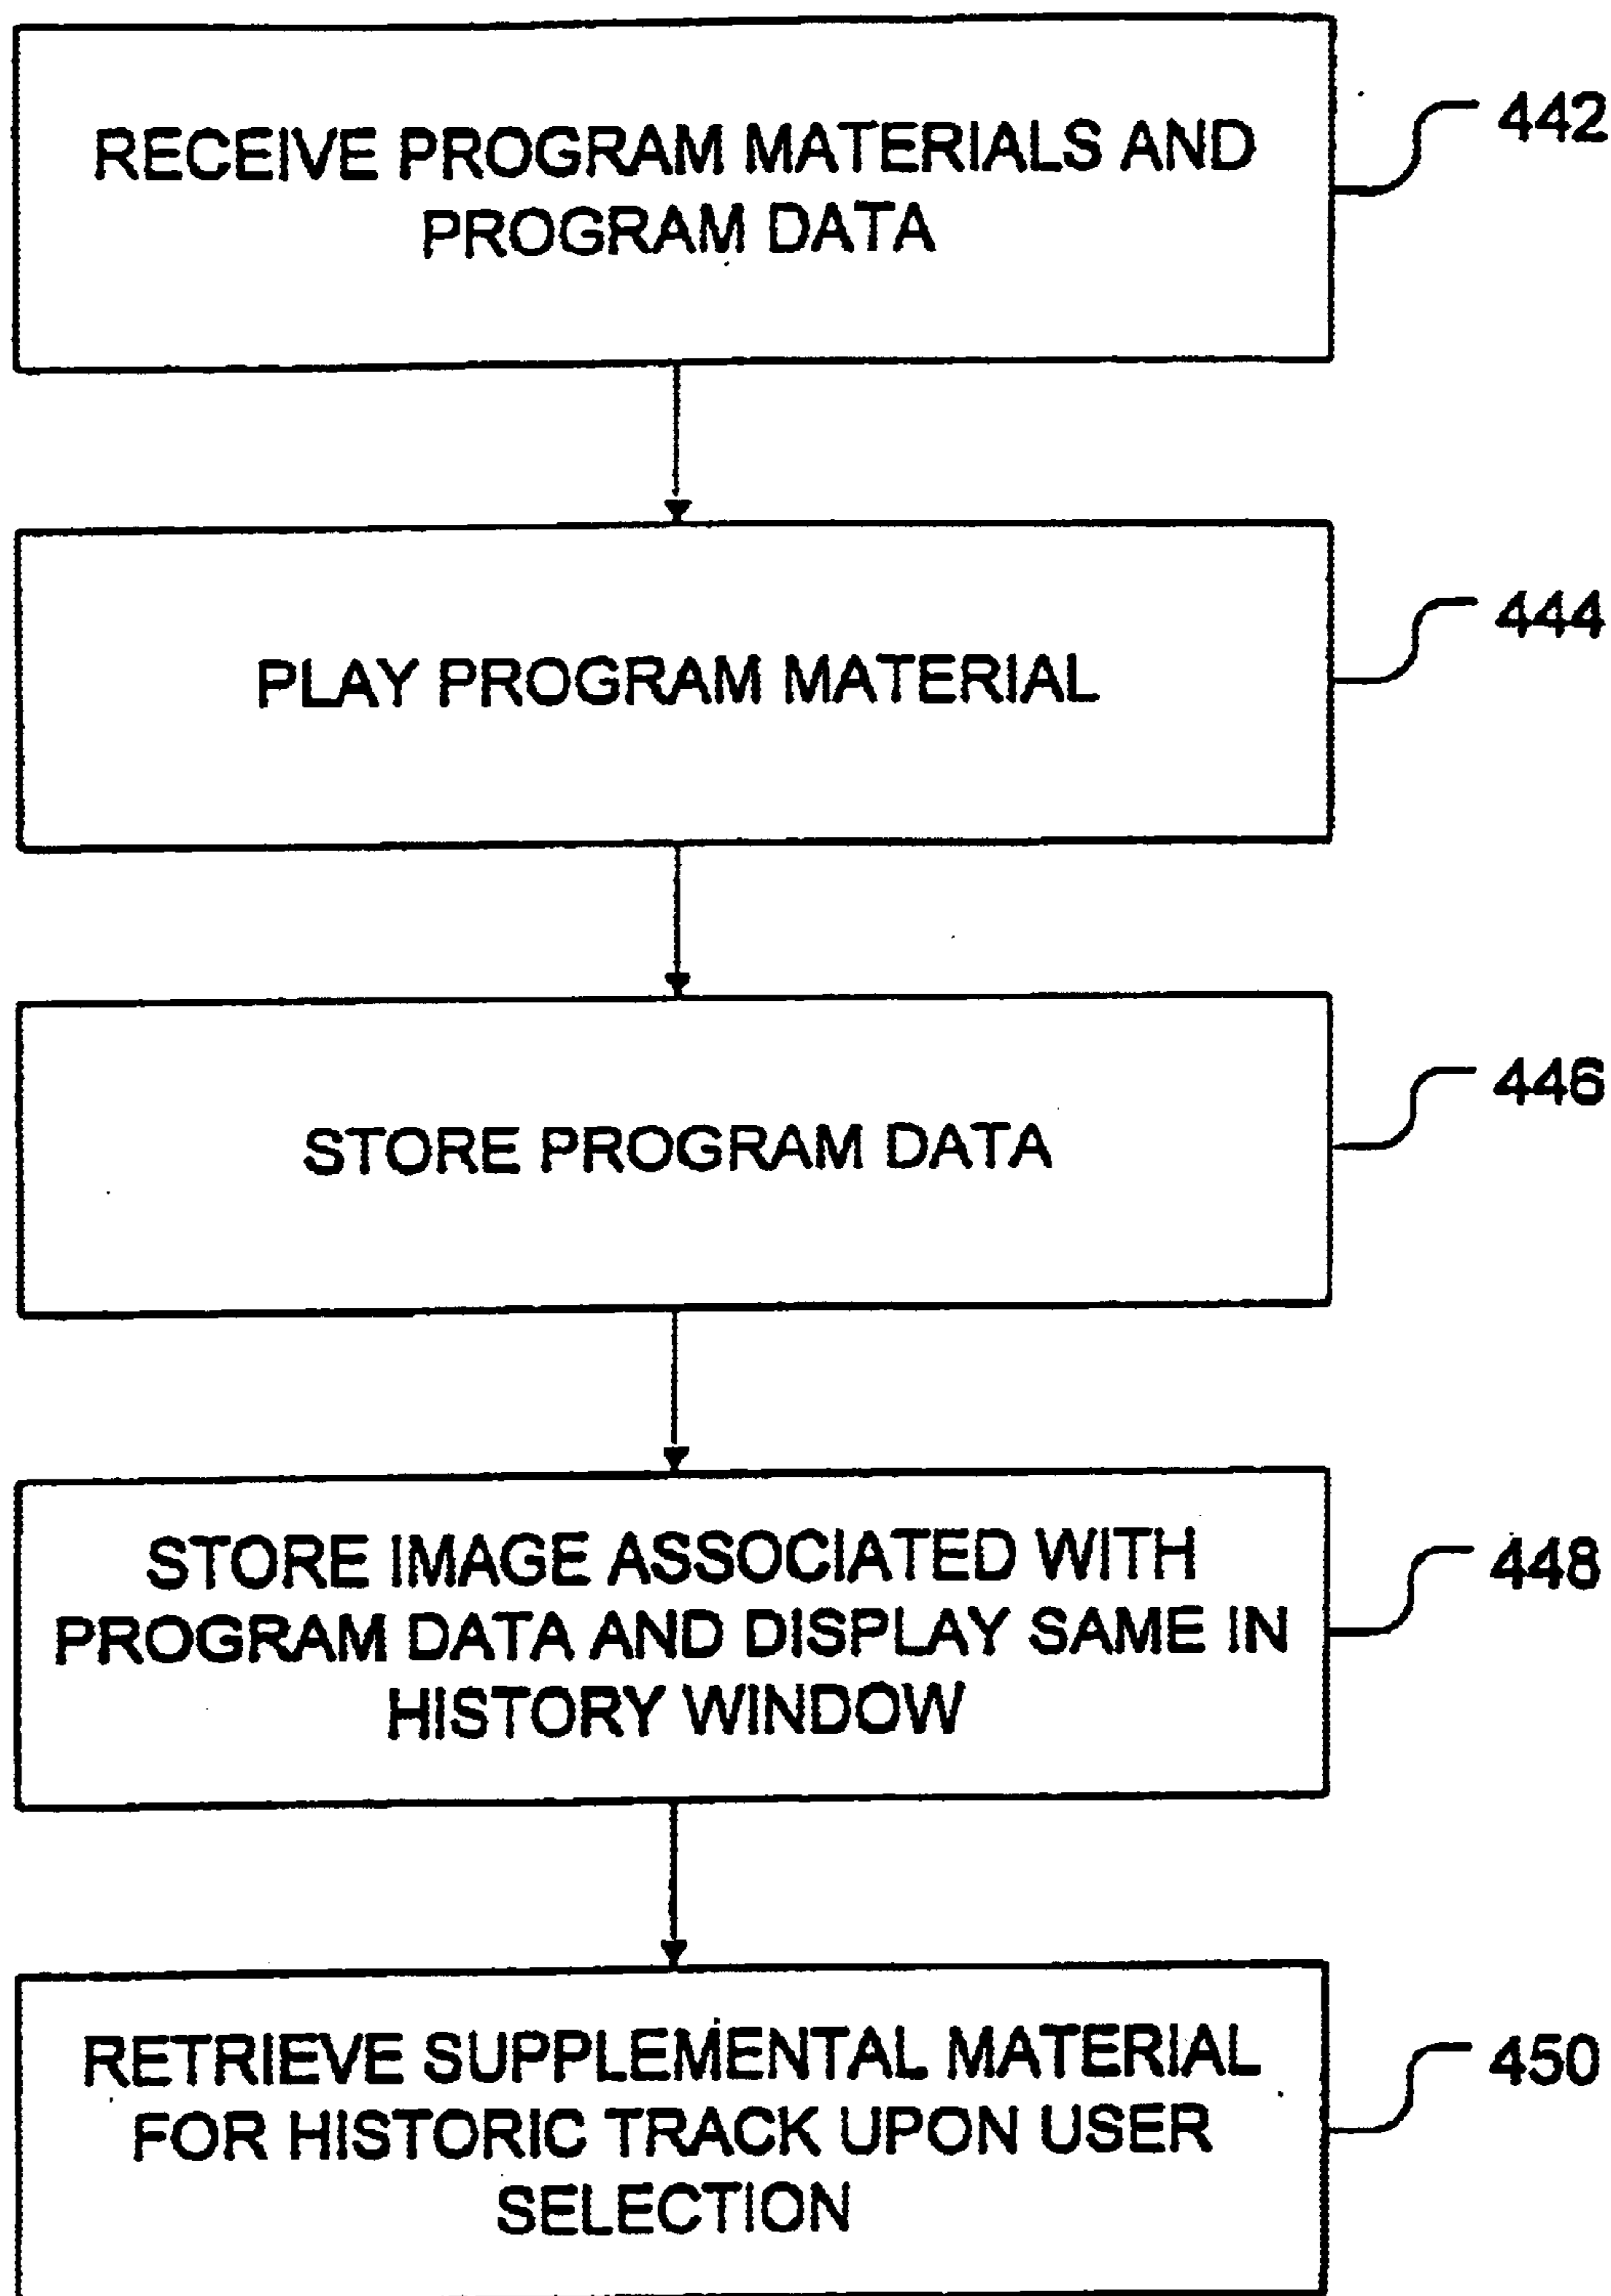 RECEIVE PROGRAM MATERIALS AND
PROGRAM DATA
442
PLAY PROGRAM MATERIAL
444
STORE PROGRAM DATA
446
STORE IMAGE ASSOCIATED WITH
PROGRAM DATA AND DISPLAY SAME IN
HISTORY WINDOW
448
RETRIEVE SUPPLEMENTAL MATERIAL
FOR HISTORIC TRACK UPON USER
SELECTION
450